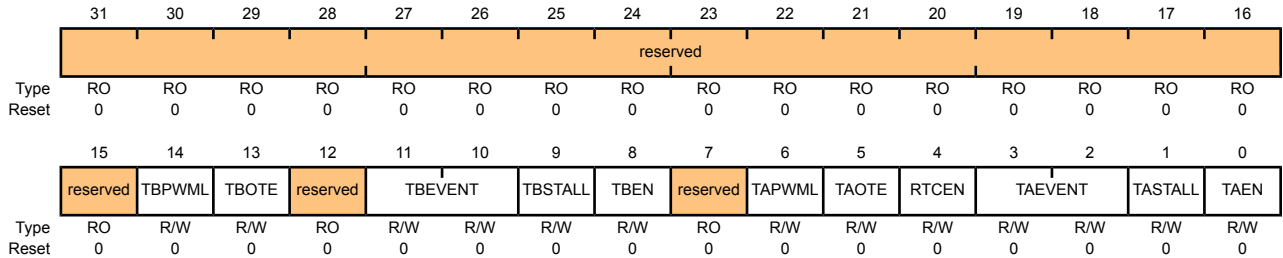 31 30 29 28 27 26 25 24 23 22 21 20 19 18 17 16
reserved
Type RO RO RO RO RO RO RO RO RO RO RO RO RO RO RO RO
Reset 0 0 0 0 0 0 0 0 0 0 0 0 0 0 0 0
15 14 13 12 11 10 9 8 7 6 5 4 3 2 1 0
reserved TBPWML TBOTE reserved TBEVENT TBSTALL TBEN reserved TAPWML TAOTE RTCEN TAEVENT TASTALL TAEN
Type RO R/W R/W RO R/W R/W R/W R/W RO R/W R/W R/W R/W R/W R/W R/W
Reset 0 0 0 0 0 0 0 0 0 0 0 0 0 0 0 0